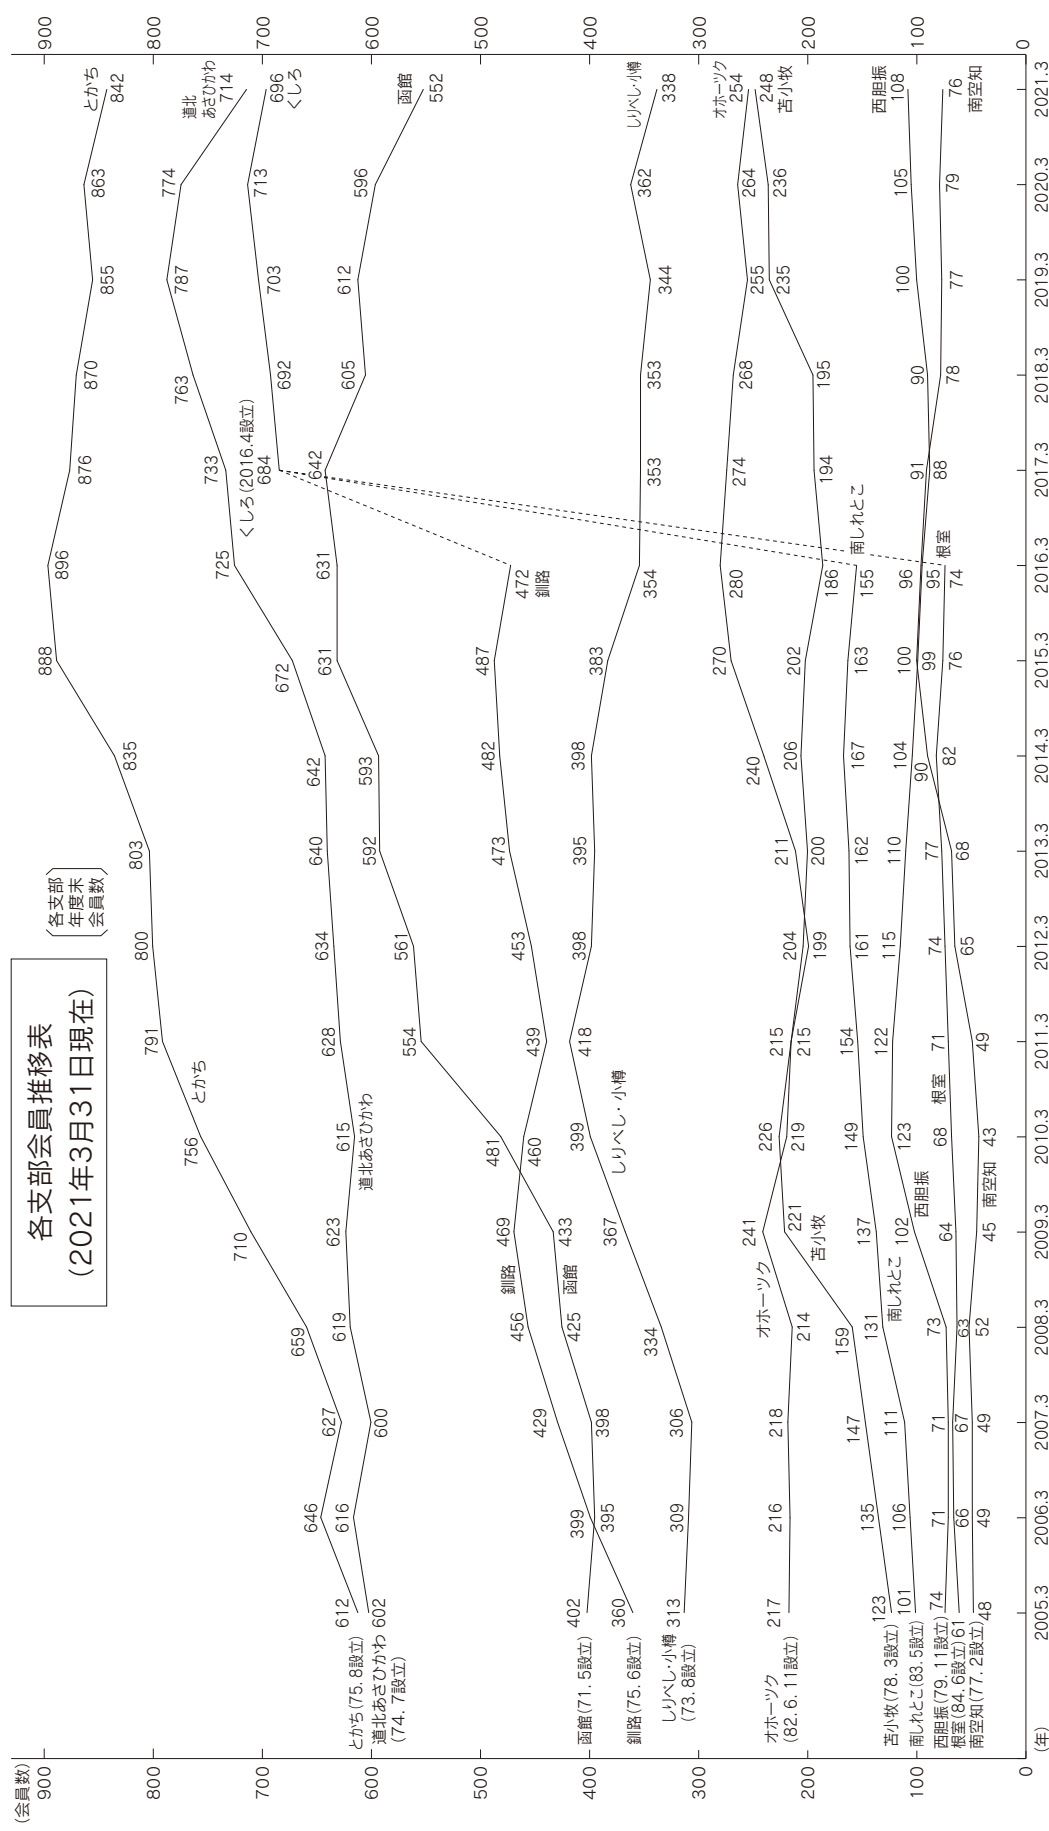 各支部会員推移表
(2021年3月31日現在)
各支部
年度末
会員数
(会員数)
900
800
700
600
500
400
300
200
100
0
900
800
700
600
500
400
300
200
100
0
とかち(75.8設立)
612 646 627 659 710 756 791 800 803 835 888 896 876 870 855 863 842
とかち
とかち
道北あさひかわ
(74.7設立)
602 616 600 619 623 615 628 634 640 642 672 725 733 763 787 774 714
道北あさひかわ
道北
あさひかわ
くしろ(2016.4設立)
684 692 703 713 696
くしろ
函館(71.5設立)
402 395 398 425 433 481 554 561 592 593 631 631 642 605 612 596 552
函館
函館
釧路(75.6設立)
360 399 429 456 469 460 439 453 473 482 487 472
釧路
釧路
しりべし・小樽
(73.8設立)
313 309 306 334 367 399 418 398 395 398 383 354 353 353 344 362 338
しりべし・小樽
しりべし・小樽
オホーツク
(82.6.11設立)
217 216 218 214 241 226 215 204 211 240 270 280 274 268 255 264 254
オホーツク
オホーツク
苫小牧(78.3設立)
123 135 147 159 221 219 215 199 200 206 202 186 194 195 235 236 248
苫小牧
苫小牧
南しれとこ(83.5設立)
101 106 111 131 137 149 154 161 162 167 163 155
南しれとこ
南しれとこ
西胆振(79.11設立)
74 71 71 73 102 123 122 115 110 104 100 96 91 90 100 105 108
西胆振
西胆振
根室(84.6設立)
61 66 67 63 64 68 71 74 77 82 76 74
根室
根室
南空知(77.2設立)
48 49 49 52 45 43 49 65 68 90 99 95 88 78 77 79 76
南空知
南空知
2005.3 2006.3 2007.3 2008.3 2009.3 2010.3 2011.3 2012.3 2013.3 2014.3 2015.3 2016.3 2017.3 2018.3 2019.3 2020.3 2021.3
(年)